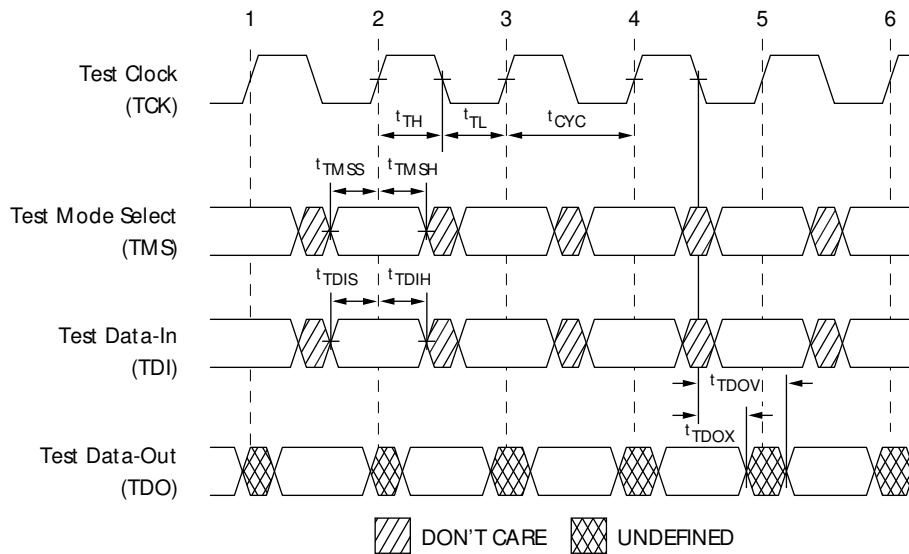 1 2 3 4 5 6
Test Clock
(TCK)
tTH tTL tCYC
tTMSS tTMSH
Test Mode Select
(TMS)
tTDIS tTDIH
Test Data-In
(TDI)
tTDOV
tTDOX
Test Data-Out
(TDO)
DON'T CARE UNDEFINED